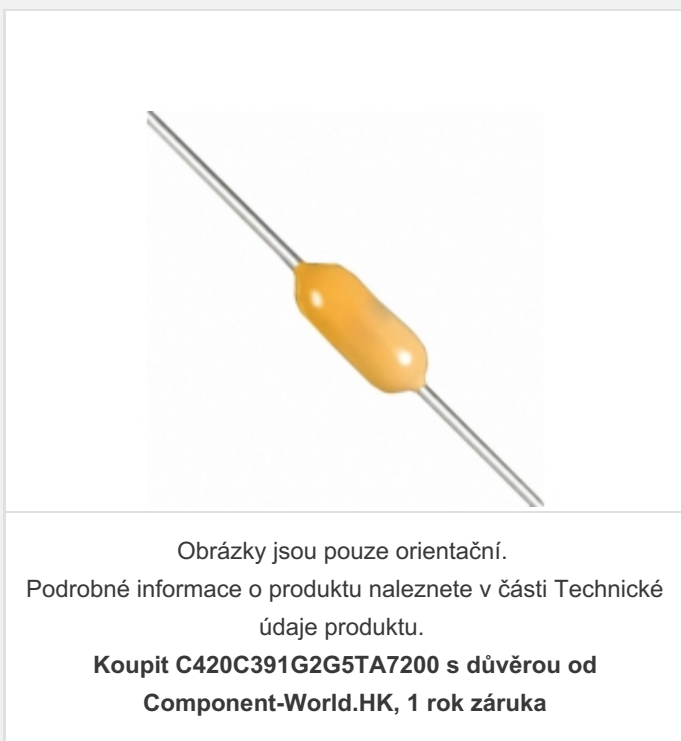 Obrázky jsou pouze orientační.
Podrobné informace o produktu naleznete v části Technické
údaje produktu.
Koupit C420C391G2G5TA7200 s důvěrou od
Component-World.HK, 1 rok záruka